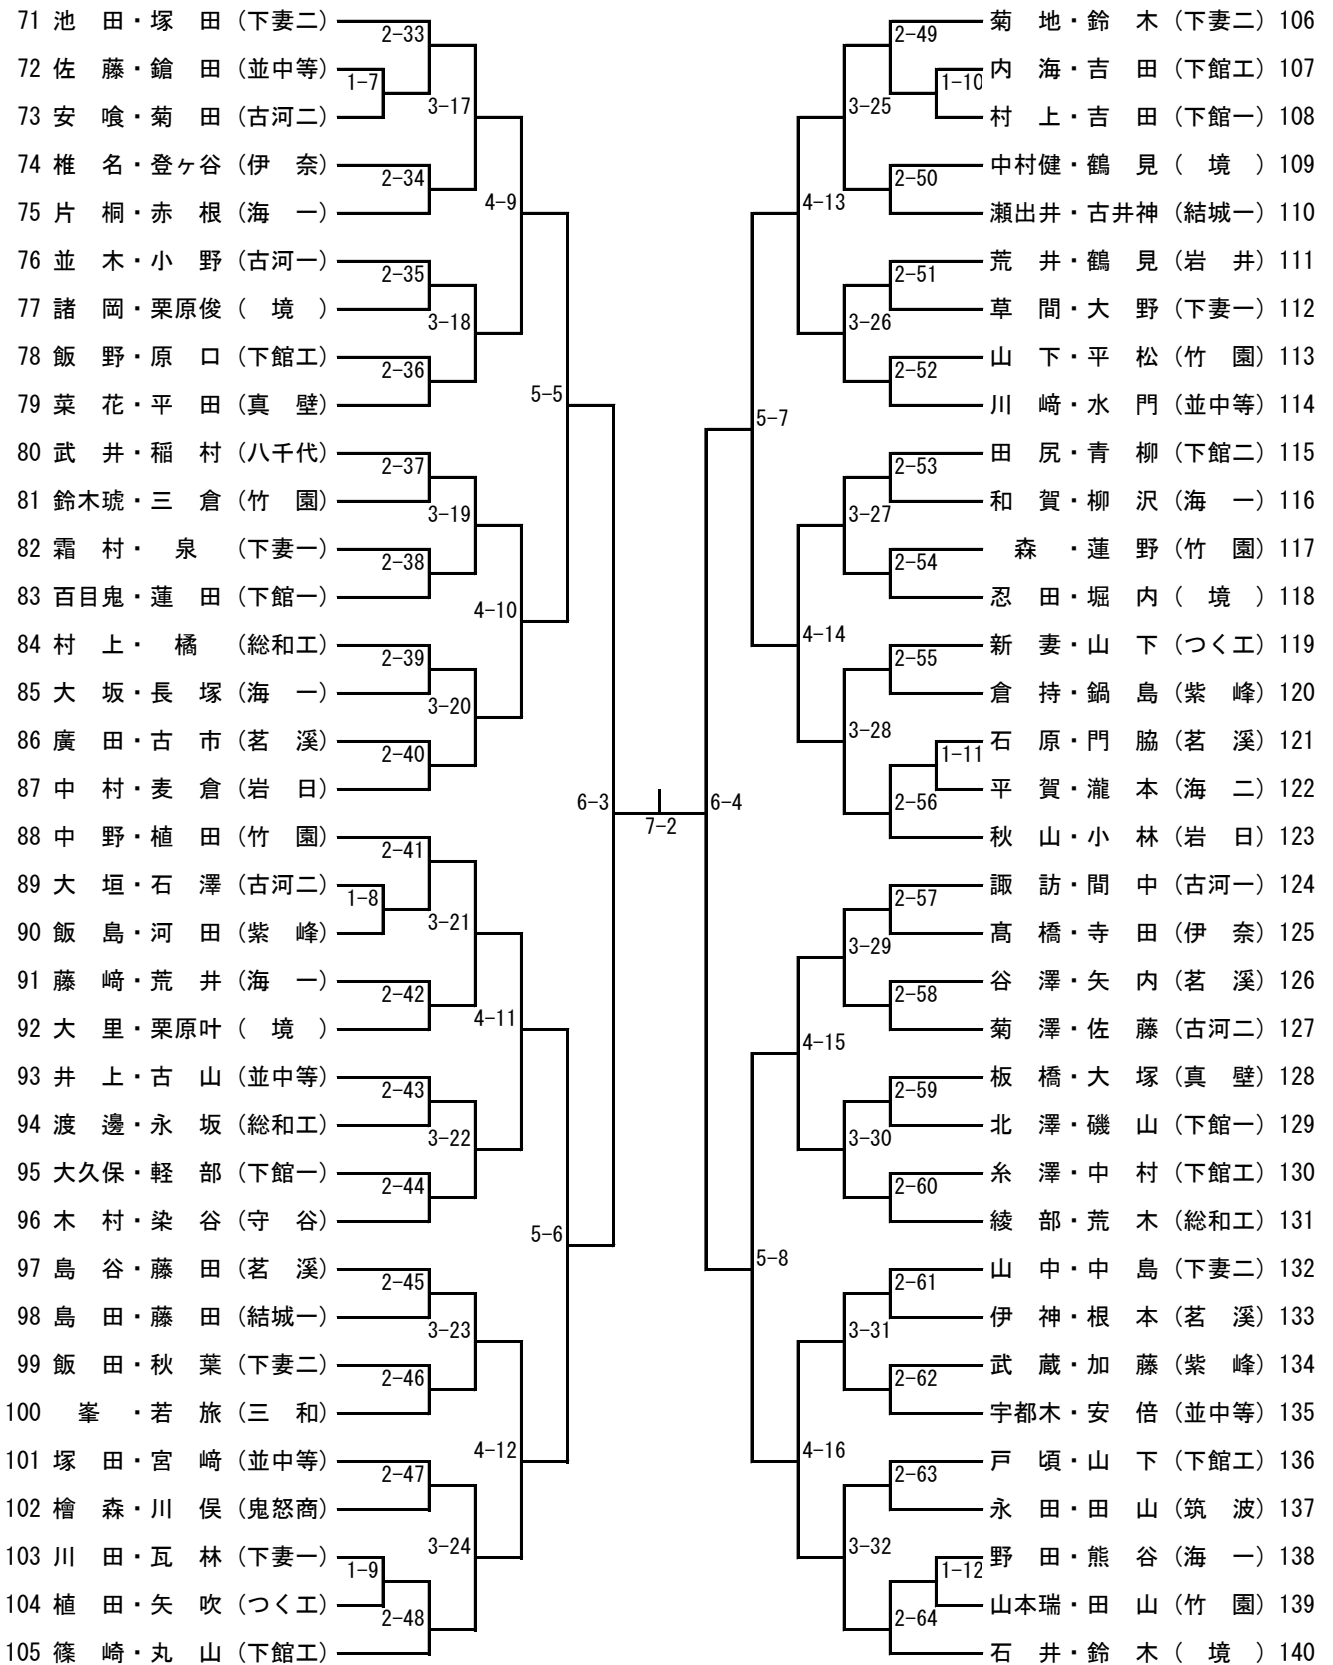 71 池　田・塚　田（下妻二）
72 佐　藤・鎗　田（並中等）
73 安　喰・菊　田（古河二）
74 椎　名・登ヶ谷（伊　奈）
75 片　桐・赤　根（海　一）
76 並　木・小　野（古河一）
77 諸　岡・栗原俊（　境　）
78 飯　野・原　口（下館工）
79 菜　花・平　田（真　壁）
80 武　井・稲　村（八千代）
81 鈴木琥・三　倉（竹　園）
82 霜　村・　泉　（下妻一）
83 百目鬼・蓮　田（下館一）
84 村　上・　橘　（総和工）
85 大　坂・長　塚（海　一）
86 廣　田・古　市（茗　溪）
87 中　村・麦　倉（岩　日）
88 中　野・植　田（竹　園）
89 大　垣・石　澤（古河二）
90 飯　島・河　田（紫　峰）
91 藤　﨑・荒　井（海　一）
92 大　里・栗原叶（　境　）
93 井　上・古　山（並中等）
94 渡　邊・永　坂（総和工）
95 大久保・軽　部（下館一）
96 木　村・染　谷（守　谷）
97 島　谷・藤　田（茗　溪）
98 島　田・藤　田（結城一）
99 飯　田・秋　葉（下妻二）
100 　峯　・若　旅（三　和）
101 塚　田・宮　﨑（並中等）
102 檜　森・川　俣（鬼怒商）
103 川　田・瓦　林（下妻一）
104 植　田・矢　吹（つく工）
105 篠　崎・丸　山（下館工）
1-7
1-8
1-9
2-33
2-34
2-35
2-36
2-37
2-38
2-39
2-40
2-41
2-42
2-43
2-44
2-45
2-46
2-47
2-48
3-17
3-18
3-19
3-20
3-21
3-22
3-23
3-24
4-9
4-10
4-11
4-12
5-5
5-6
6-3
7-2
6-4
5-7
5-8
4-13
4-14
4-15
4-16
3-25
3-26
3-27
3-28
3-29
3-30
3-31
3-32
2-49
2-50
2-51
2-52
2-53
2-54
2-55
2-56
2-57
2-58
2-59
2-60
2-61
2-62
2-63
2-64
1-10
1-11
1-12
菊　地・鈴　木（下妻二）106
内　海・吉　田（下館工）107
村　上・吉　田（下館一）108
中村健・鶴　見（　境　）109
瀬出井・古井神（結城一）110
荒　井・鶴　見（岩　井）111
草　間・大　野（下妻一）112
山　下・平　松（竹　園）113
川　﨑・水　門（並中等）114
田　尻・青　柳（下館二）115
和　賀・柳　沢（海　一）116
　森　・蓮　野（竹　園）117
忍　田・堀　内（　境　）118
新　妻・山　下（つく工）119
倉　持・鍋　島（紫　峰）120
石　原・門　脇（茗　溪）121
平　賀・瀧　本（海　二）122
秋　山・小　林（岩　日）123
諏　訪・間　中（古河一）124
髙　橋・寺　田（伊　奈）125
谷　澤・矢　内（茗　溪）126
菊　澤・佐　藤（古河二）127
板　橋・大　塚（真　壁）128
北　澤・磯　山（下館一）129
糸　澤・中　村（下館工）130
綾　部・荒　木（総和工）131
山　中・中　島（下妻二）132
伊　神・根　本（茗　溪）133
武　蔵・加　藤（紫　峰）134
宇都木・安　倍（並中等）135
戸　頃・山　下（下館工）136
永　田・田　山（筑　波）137
野　田・熊　谷（海　一）138
山本瑞・田　山（竹　園）139
石　井・鈴　木（　境　）140